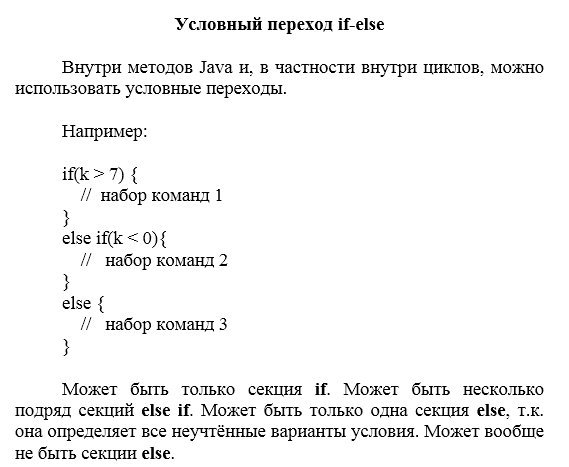 Условный переход if-else
Внутри методов Java и, в частности внутри циклов, можно
использовать условные переходы.
Например:
if(k > 7) {
// набор команд 1
}
else if(k < 0){
// набор команд 2
}
else {
// набор команд 3
}
Может быть только секция if. Может быть несколько
подряд секций else if. Может быть только одна секция else, т.к.
она определяет все неучтённые варианты условия. Может вообще
не быть секции else.